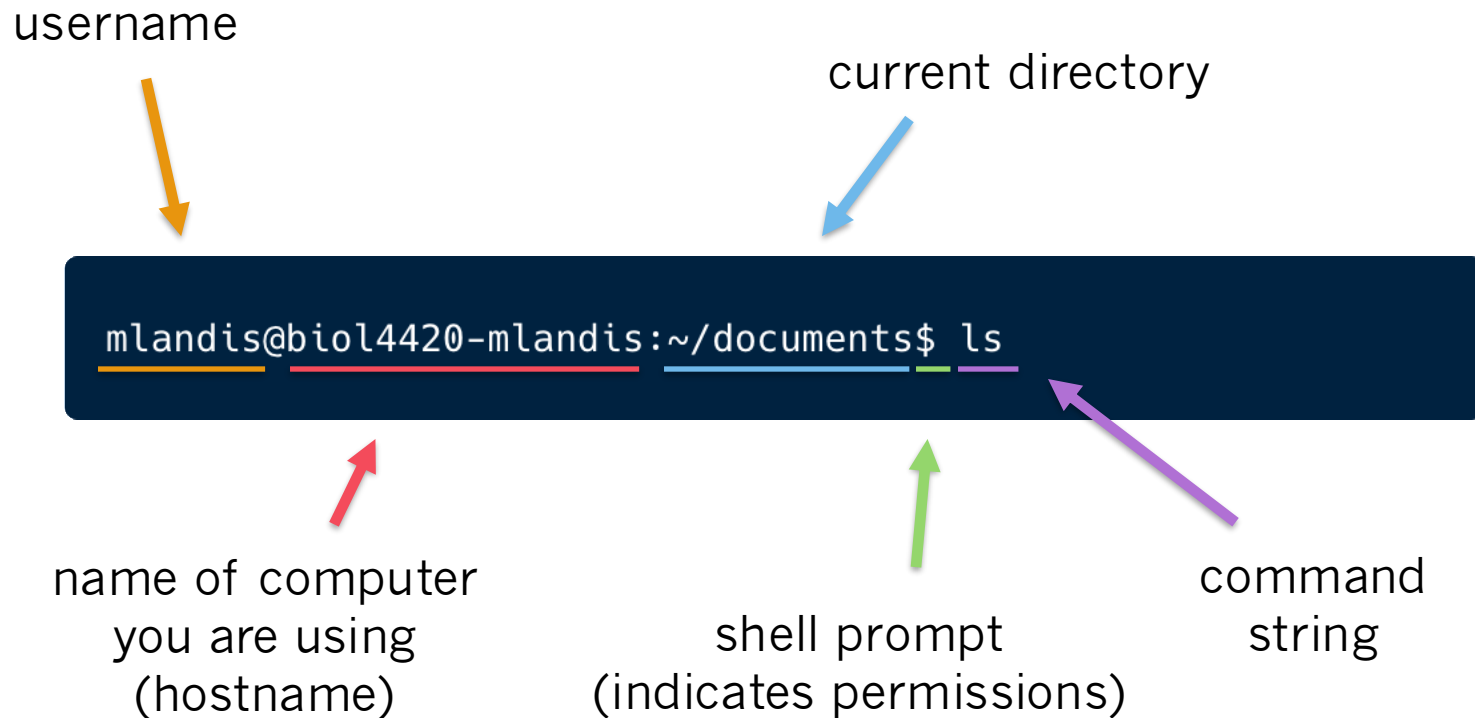 username
current directory
mlandis@biol4420-mlandis:~/documents$ ls
name of computer
you are using
(hostname)
shell prompt
(indicates permissions)
command
string